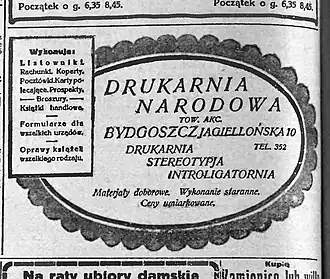 Początek o g. 6,35 8,45.
Początek o g. 6,35 8,45.
Wykonuje:
Listowniki,
Rachunki, Koperty,
Pocztówki, Karty po-
lecające, Prospekty,
Broszury,
Książki handlowe,
Formularze dla
wszelkich urzędów,
Oprawy książek
wszelkiego rodzaju.
DRUKARNIA
NARODOWA
TOW. AKC.
BYDGOSZCZ JAGIELLOŃSKA 10
DRUKARNIA TEL. 352
STEREOTYPJA
INTROLIGATORNIA
Materjały doborowe. Wykonanie staranne.
Ceny umiarkowane.
Na raty ubiory damskie
Kupię
Kamienicę lub